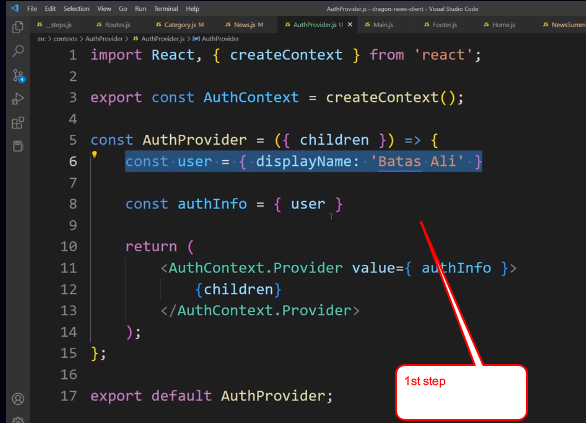 File Edit Selection View Go Run Terminal Help AuthProvider.js - dragon-news-client - Visual Studio Code
_steps.js Routes.js Category.js M News.js M AuthProvider.js U Main.js Footer.js Home.js NewsSumm
src > contexts > AuthProvider > JS AuthProvider.js > AuthProvider
1 import React, { createContext } from 'react';
2
3 export const AuthContext = createContext();
4
5 const AuthProvider = ({ children }) => {
6 const user = { displayName: 'Batas Ali' }
7
8 const authInfo = { user }
9
10 return (
11 <AuthContext.Provider value={ authInfo }>
12 {children}
13 </AuthContext.Provider>
14 );
15 };
16
17 export default AuthProvider;
1st step